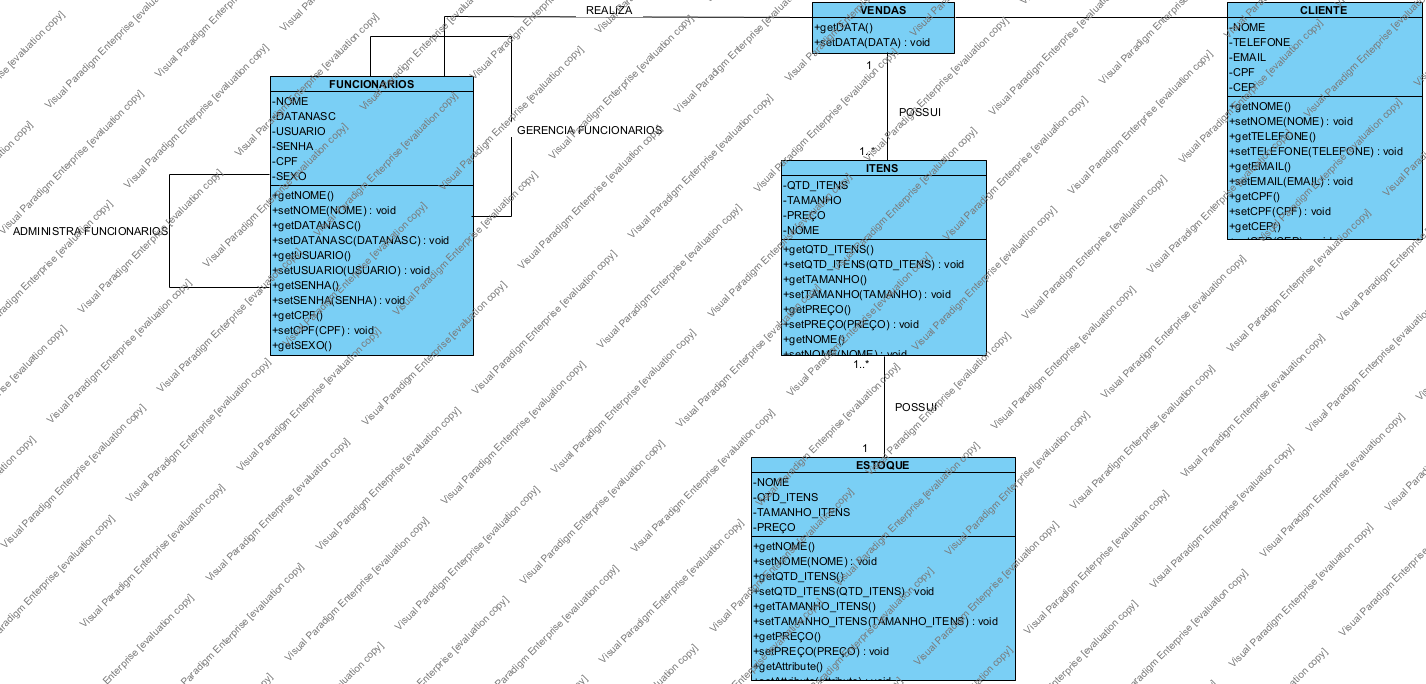 REALIZA
VENDAS
+getDATA()
+setDATA(DATA) : void
CLIENTE
-NOME
-TELEFONE
-EMAIL
-CPF
-CEP
+getNOME()
+setNOME(NOME) : void
+getTELEFONE()
+setTELEFONE(TELEFONE) : void
+getEMAIL()
+setEMAIL(EMAIL) : void
+getCPF()
+setCPF(CPF) : void
+getCEP()
FUNCIONARIOS
-NOME
-DATANASC
-USUARIO
-SENHA
-CPF
-SEXO
+getNOME()
+setNOME(NOME) : void
+getDATANASC()
+setDATANASC(DATANASC) : void
+getUSUARIO()
+setUSUARIO(USUARIO) : void
+getSENHA()
+setSENHA(SENHA) : void
+getCPF()
+setCPF(CPF) : void
+getSEXO()
GERENCIA FUNCIONARIOS
ADMINISTRA FUNCIONARIOS
1
POSSUI
1..*
ITENS
-QTD_ITENS
-TAMANHO
-PREÇO
-NOME
+getQTD_ITENS()
+setQTD_ITENS(QTD_ITENS) : void
+getTAMANHO()
+setTAMANHO(TAMANHO) : void
+getPREÇO()
+setPREÇO(PREÇO) : void
+getNOME()
+setNOME(NOME) : void
1..*
POSSUI
1
ESTOQUE
-NOME
-QTD_ITENS
-TAMANHO_ITENS
-PREÇO
+getNOME()
+setNOME(NOME) : void
+getQTD_ITENS()
+setQTD_ITENS(QTD_ITENS) : void
+getTAMANHO_ITENS()
+setTAMANHO_ITENS(TAMANHO_ITENS) : void
+getPREÇO()
+setPREÇO(PREÇO) : void
+getAttribute()
Visual Paradigm Enterprise [evaluation copy]